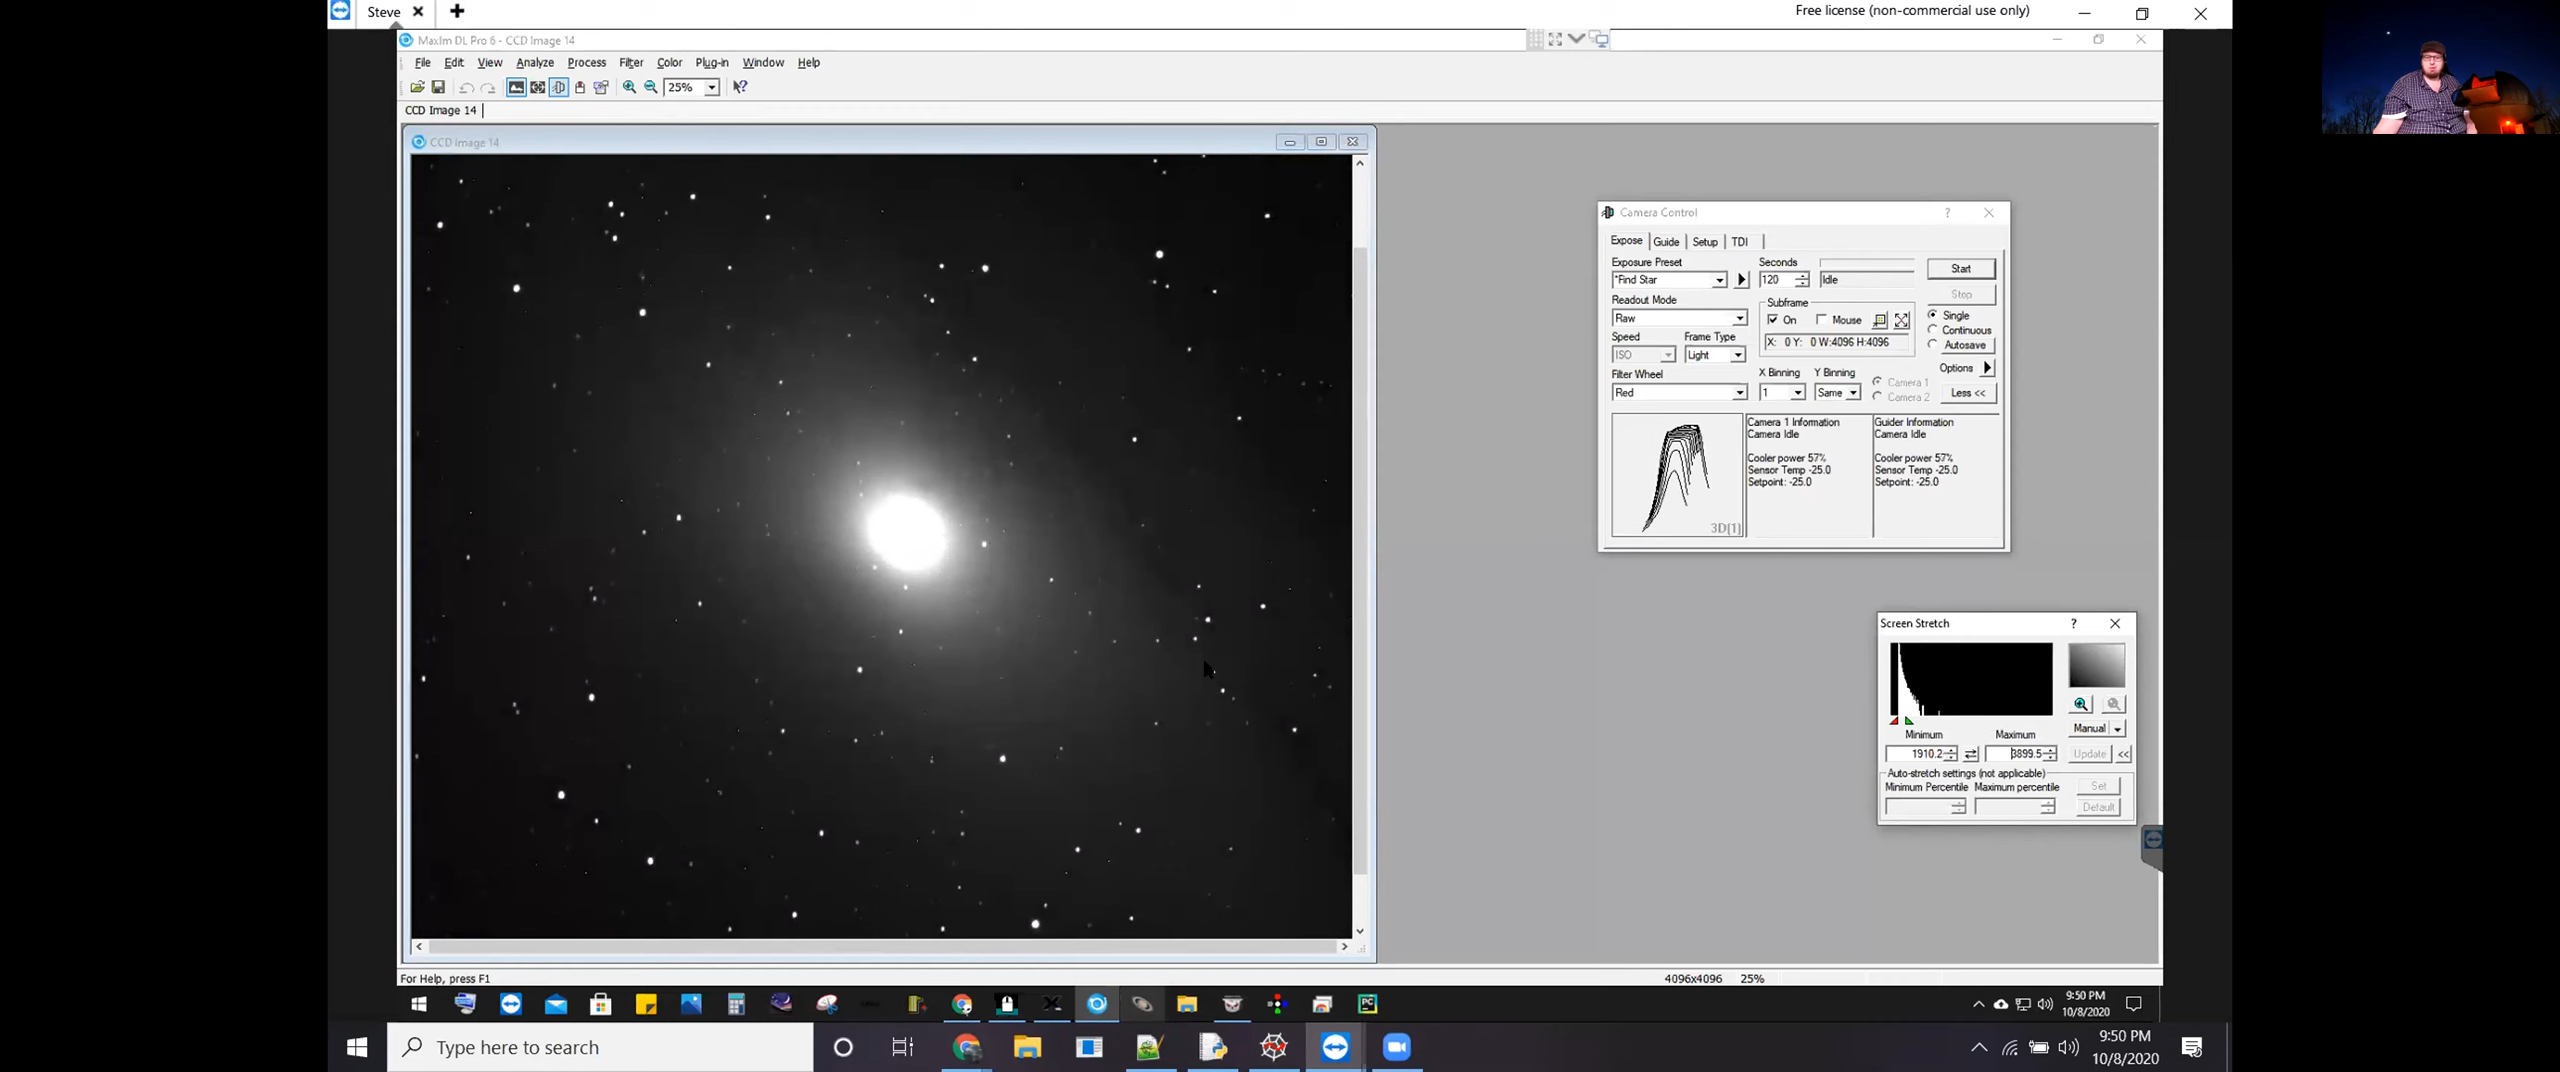 Steve
Free license (non-commercial use only)
MaxIm DL Pro 6 - CCD Image 14
File Edit View Analyze Process Filter Color Plug-in Window Help
25%
CCD Image 14
CCD Image 14
Camera Control
Expose Guide Setup TDI
Exposure Preset Seconds
*Find Star 120 Idle Start
Readout Mode Subframe Stop
Raw On Mouse Single
Speed Frame Type X: 0 Y: 0 W:4096 H:4096 Continuous
ISO Light Autosave
Filter Wheel X Binning Y Binning Options
Red 1 Same Camera 1
Camera 2 Less <<
Camera 1 Information Guider Information
Camera Idle Camera Idle
Cooler power 57% Cooler power 57%
Sensor Temp -25.0 Sensor Temp -25.0
Setpoint: -25.0 Setpoint: -25.0
3D[1]
Screen Stretch
Manual
Minimum Maximum
1910.2 3899.5 Update <<
Auto-stretch settings (not applicable)
Minimum Percentile Maximum percentile Set
Default
For Help, press F1 4096x4096 25%
PC
9:50 PM
10/8/2020
Type here to search
9:50 PM
10/8/2020